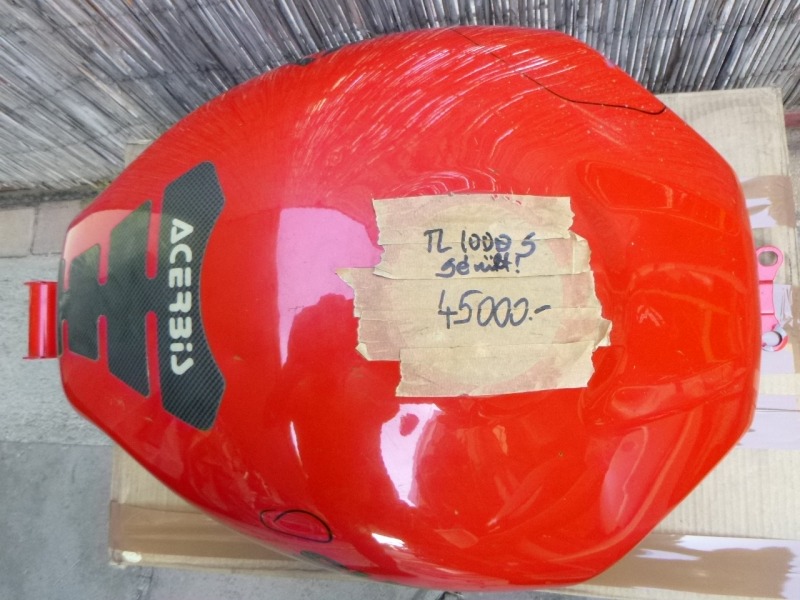 ACERBIS
TL 1000 S
Sérült!
45000.-